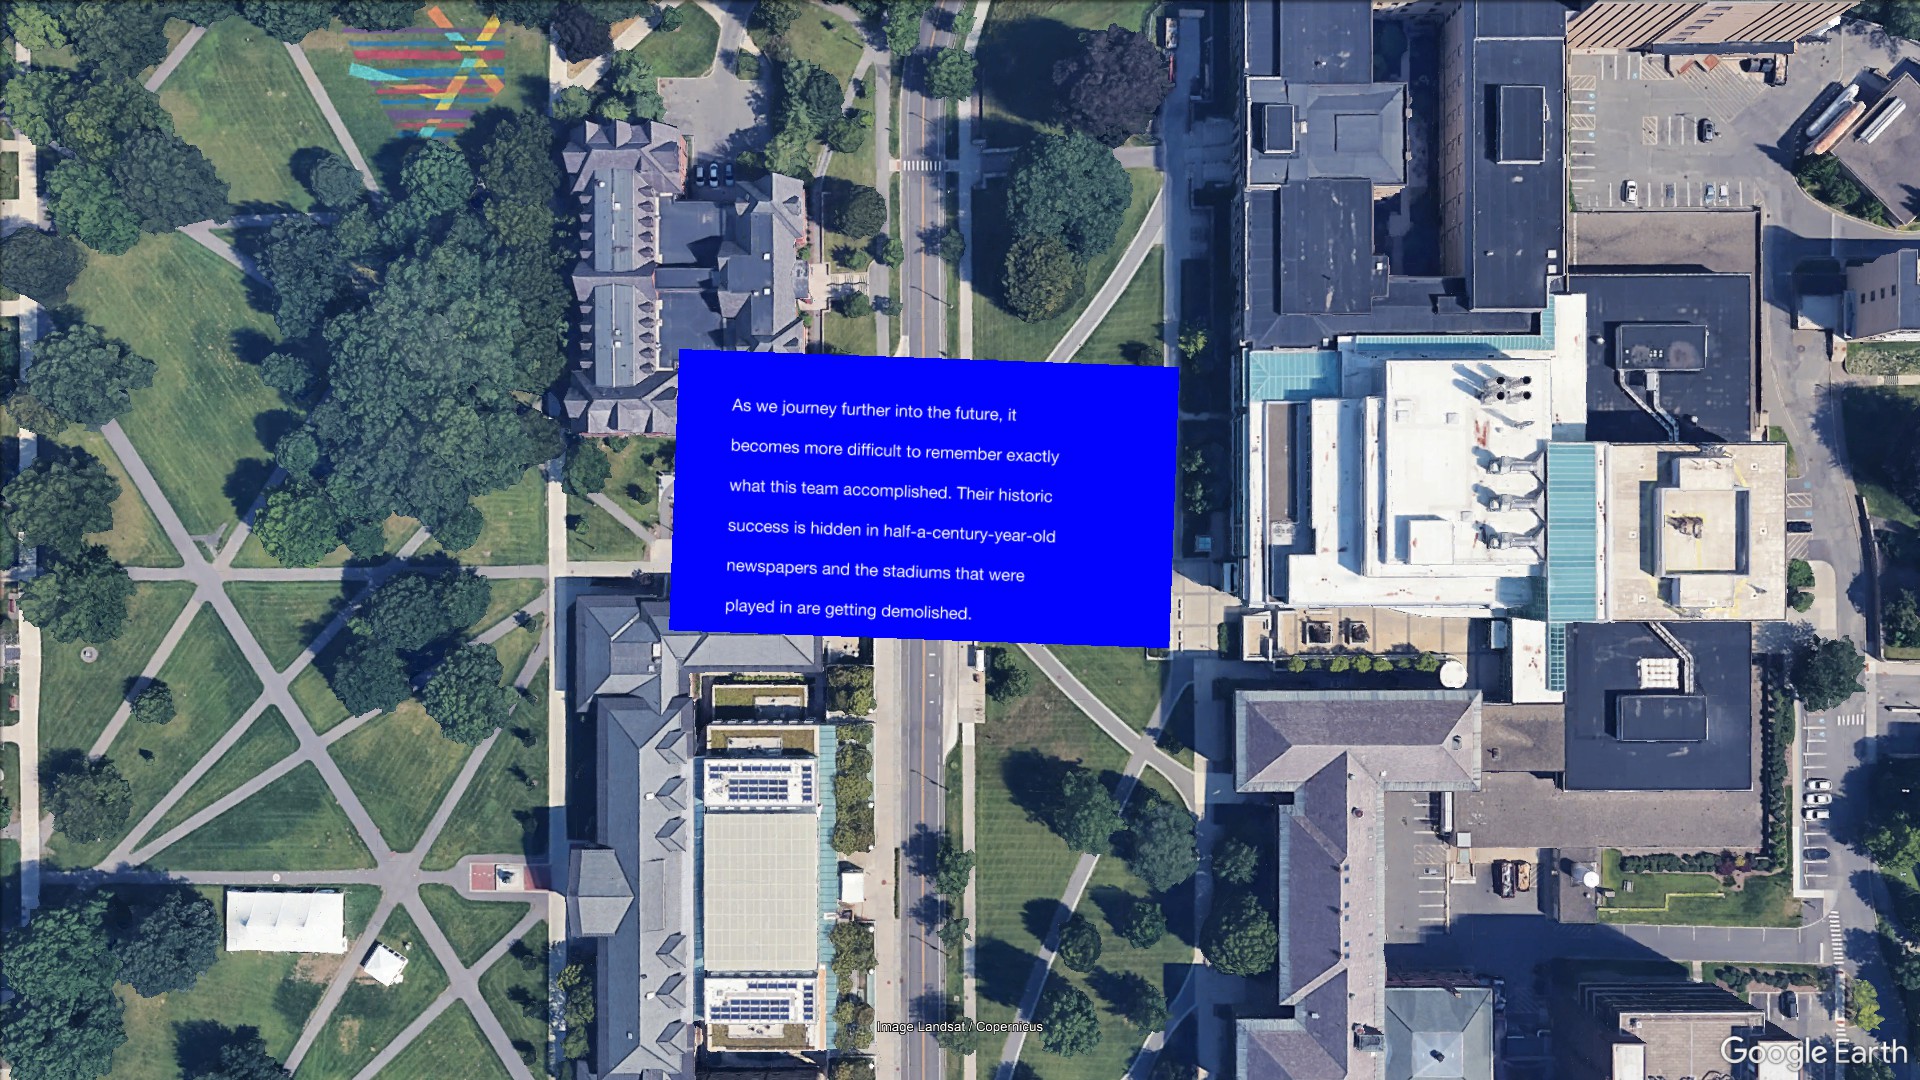 As we journey further into the future, it
becomes more difficult to remember exactly
what this team accomplished. Their historic
success is hidden in half-a-century-year-old
newspapers and the stadiums that were
played in are getting demolished.
Image Landsat / Copernicus
Google Earth